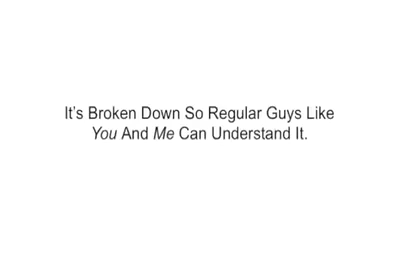 It's Broken Down So Regular Guys Like
You And Me Can Understand It.